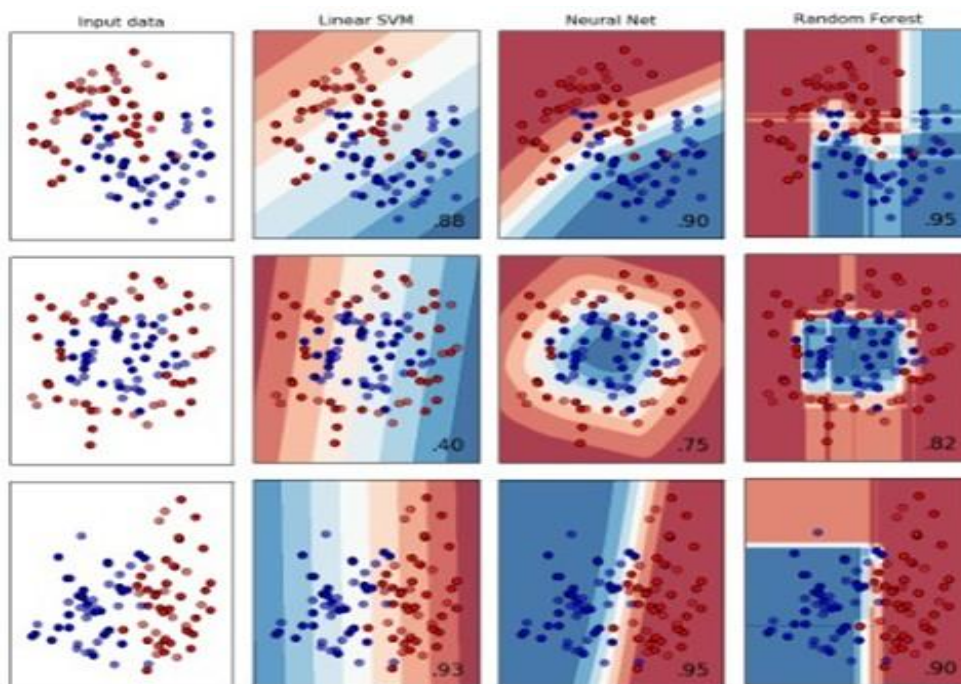 Input data Linear SVM Neural Net Random Forest
.88 .90 .95
.40 .75 .82
.93 .95 .90